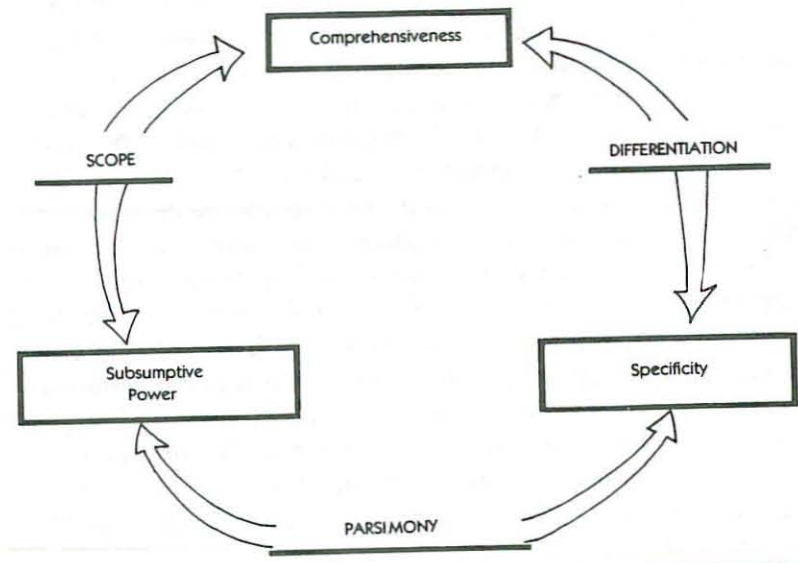 Comprehensiveness
SCOPE
DIFFERENTIATION
Subsumptive
Power
Specificity
PARSIMONY